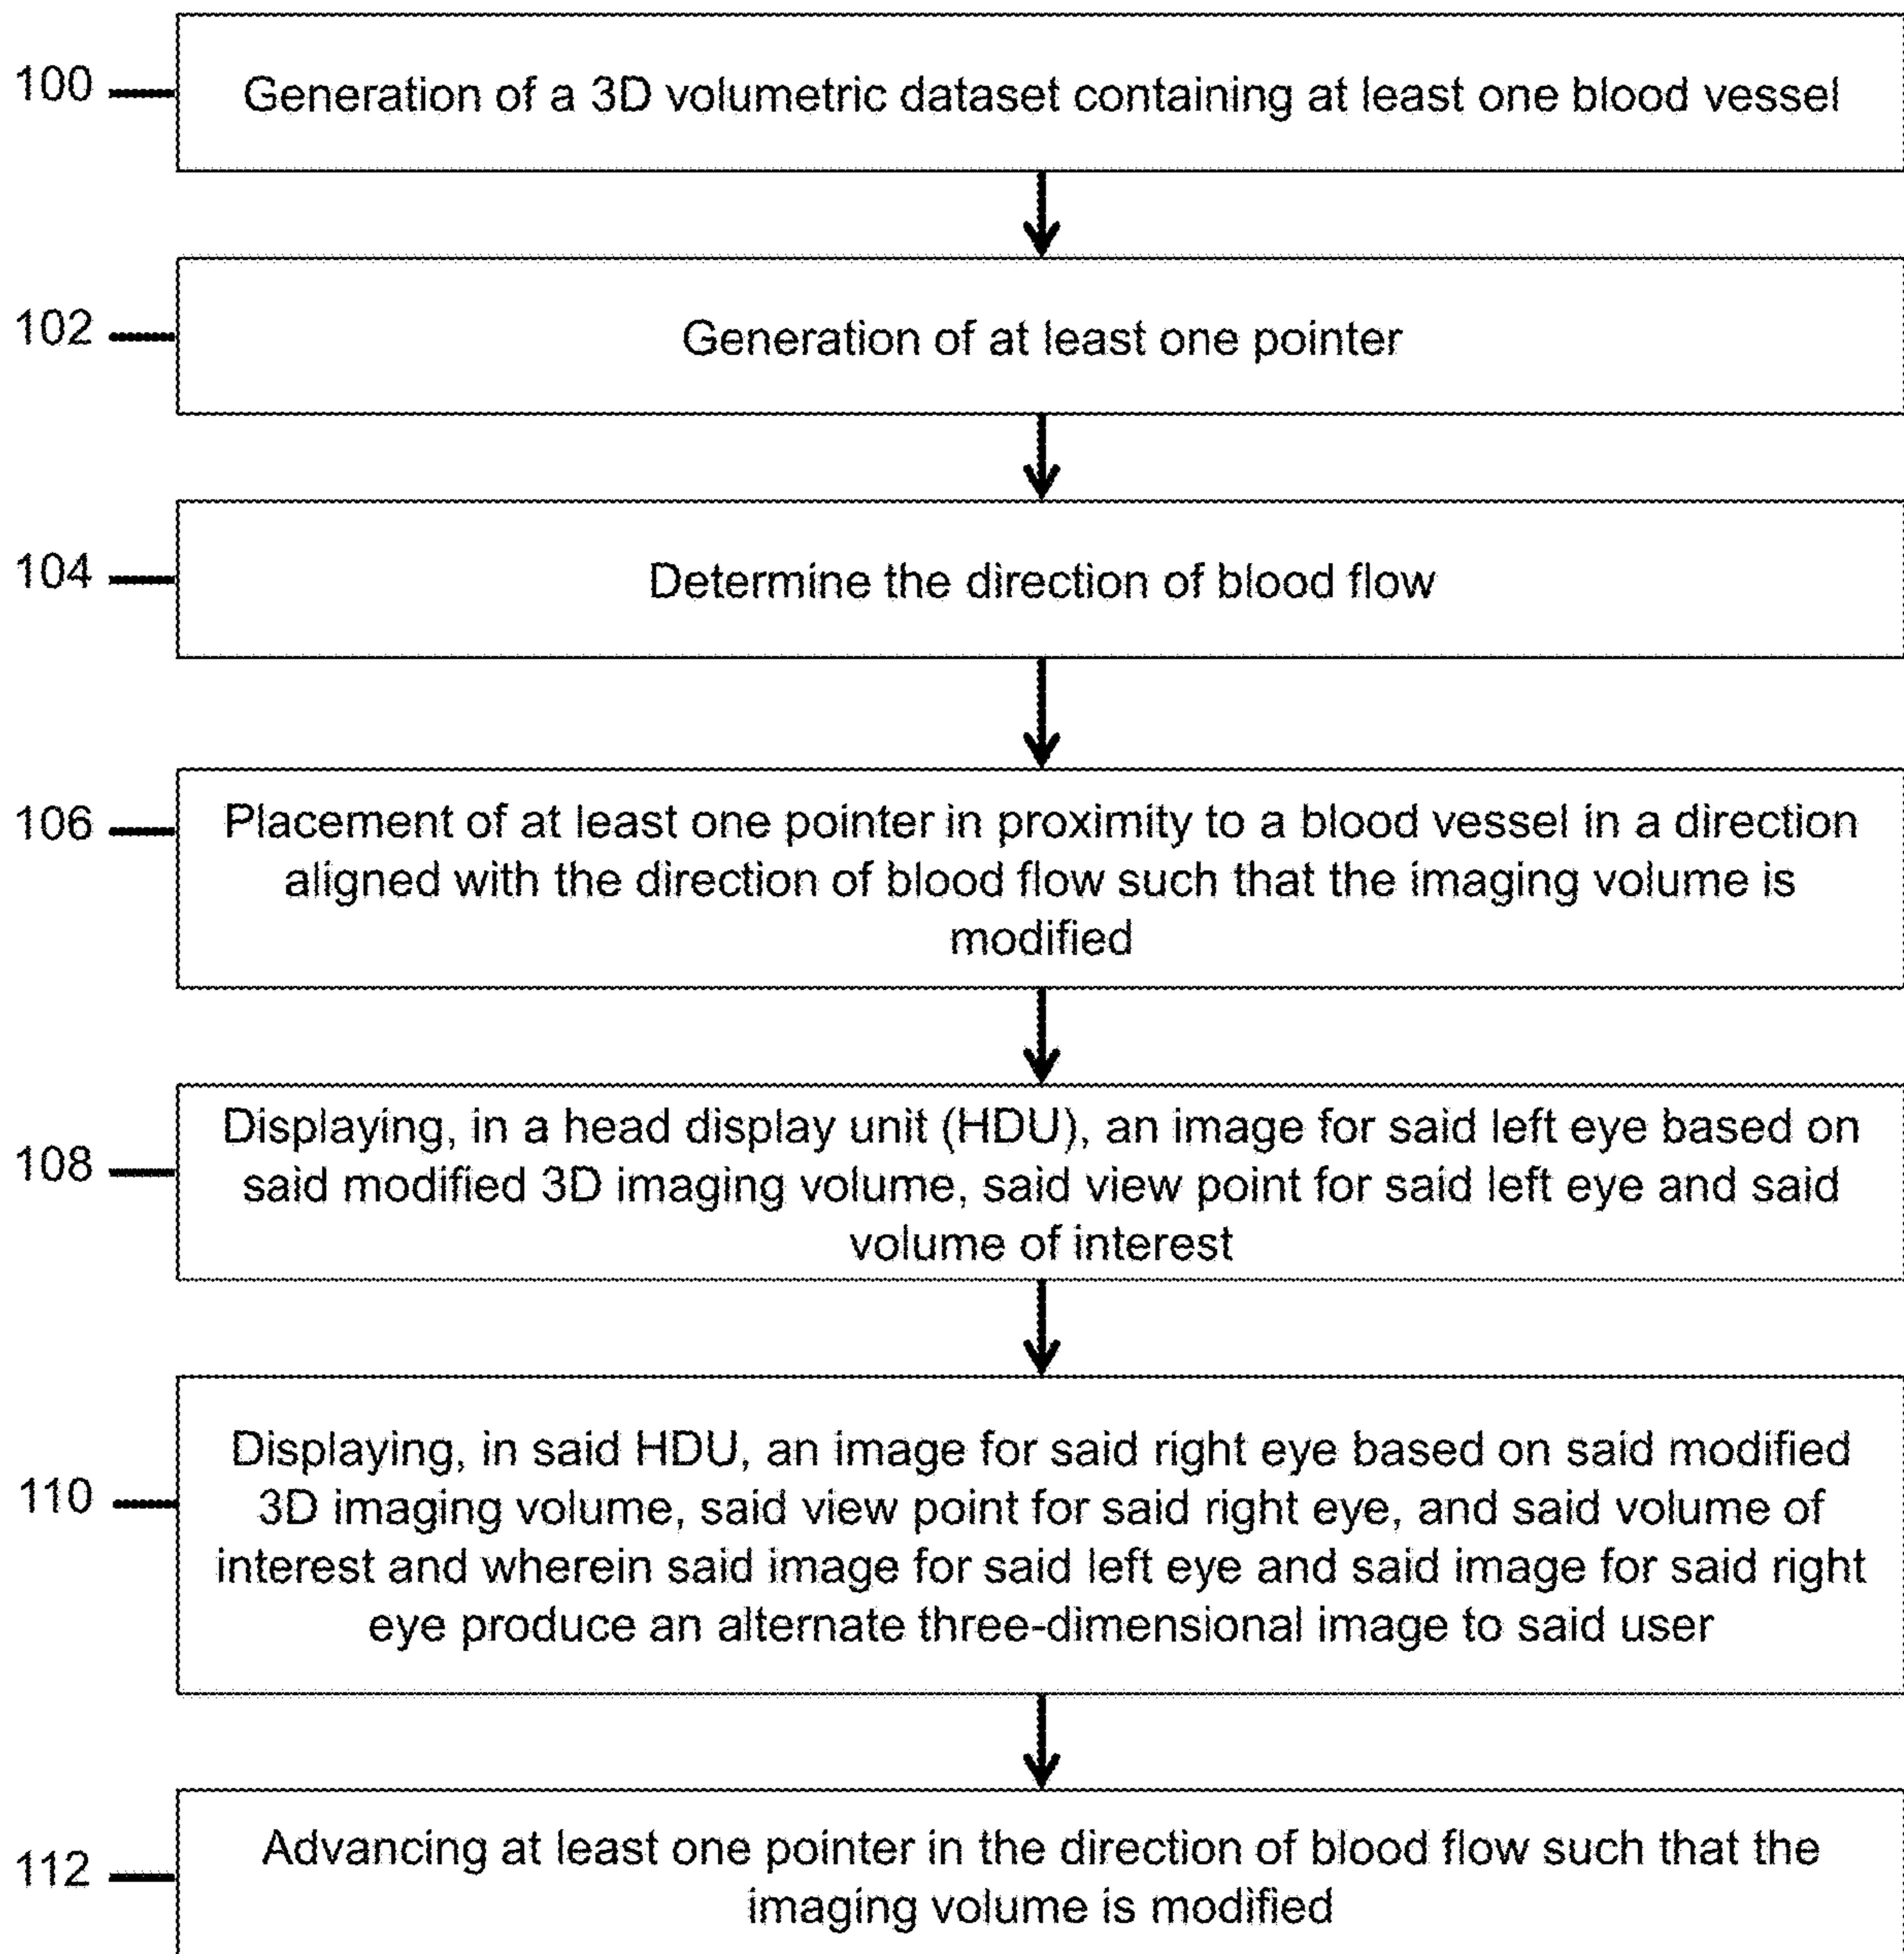 100
Generation of a 3D volumetric dataset containing at least one blood vessel
102
Generation of at least one pointer
104
Determine the direction of blood flow
106
Placement of at least one pointer in proximity to a blood vessel in a direction
aligned with the direction of blood flow such that the imaging volume is
modified
108
Displaying, in a head display unit (HDU), an image for said left eye based on
said modified 3D imaging volume, said view point for said left eye and said
volume of interest
110
Displaying, in said HDU, an image for said right eye based on said modified
3D imaging volume, said view point for said right eye, and said volume of
interest and wherein said image for said left eye and said image for said right
eye produce an alternate three-dimensional image to said user
112
Advancing at least one pointer in the direction of blood flow such that the
imaging volume is modified